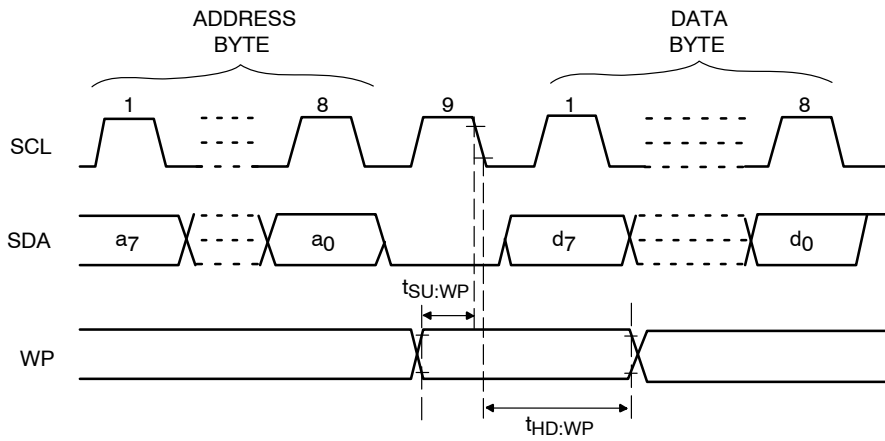 ADDRESS
BYTE
DATA
BYTE
1
8
9
1
8
SCL
SDA
a7
a0
d7
d0
tSU:WP
WP
tHD:WP